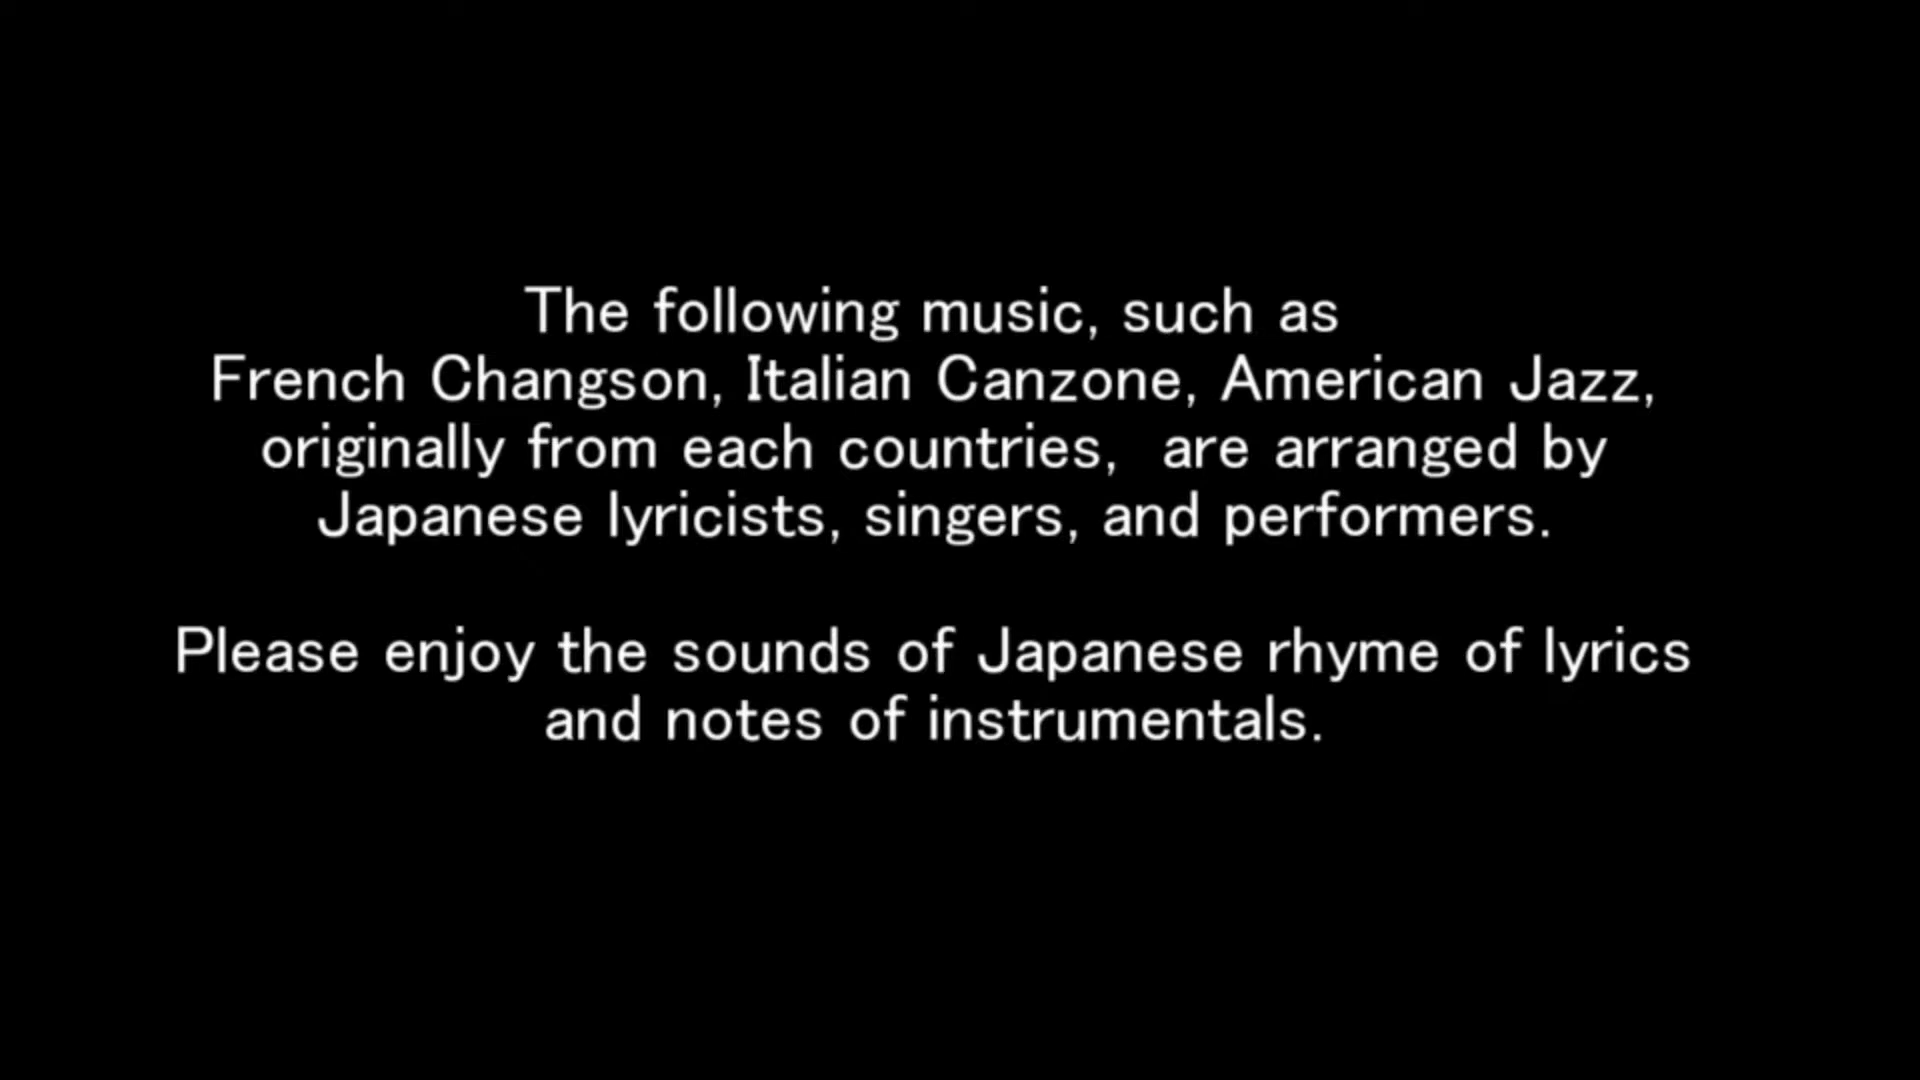 The following music, such as
French Changson, Italian Canzone, American Jazz,
originally from each countries,  are arranged by
Japanese lyricists, singers, and performers.
Please enjoy the sounds of Japanese rhyme of lyrics
and notes of instrumentals.